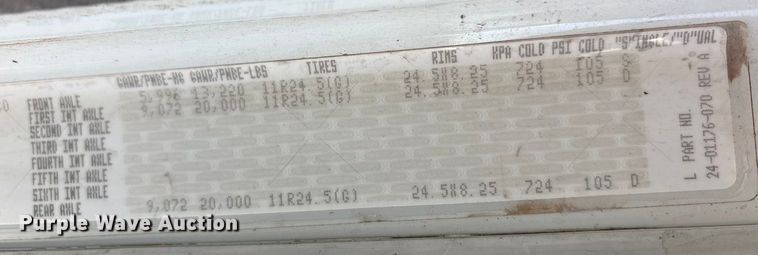 GAWR/PNBE-KG GAWR/PNBE-LBS TIRES RIMS KPA COLD PSI COLD "S"INGLE/"D"UAL
FRONT AXLE 5,996 13,220 11R24.5(G) 24.5X8.25 724 105 S
FIRST INT AXLE 9,072 20,000 11R24.5(G) 24.5X8.25 724 105 D
SECOND INT AXLE
THIRD INT AXLE
FOURTH INT AXLE
FIFTH INT AXLE
SIXTH INT AXLE
REAR AXLE 9,072 20,000 11R24.5(G) 24.5X8.25 724 105 D
L PART NO.
24-01176-070 REV A
Purple Wave Auction